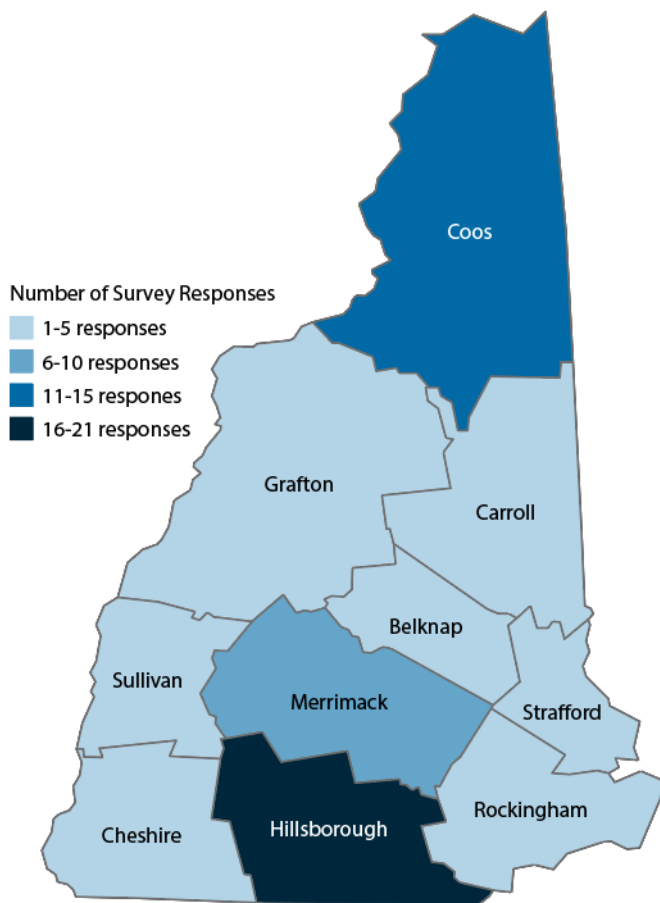 Coos
Number of Survey Responses
1-5 responses
6-10 responses
11-15 respones
16-21 responses
Grafton
Carroll
Belknap
Sullivan
Merrimack
Strafford
Rockingham
Cheshire
Hillsborough